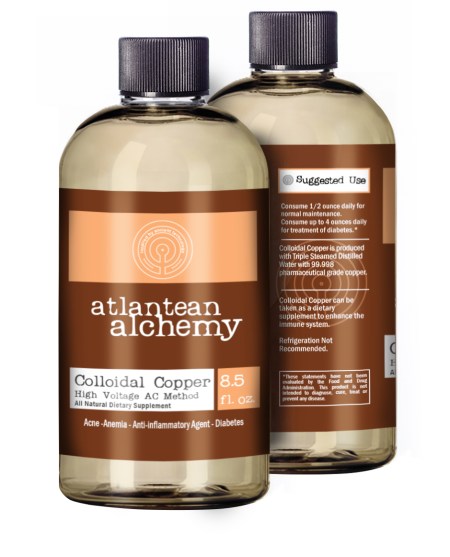 atlantean
alchemy
Colloidal Copper
High Voltage AC Method
All Natural Dietary Supplement
8.5
fl. oz.
Acne -Anemia - Anti-inflammatory Agent - Diabetes
Suggested Use
Consume 1/2 ounce daily for
normal maintenance.
Consume up to 4 ounces daily
for treatment of diabetes.*
Colloidal Copper is produced
with Triple Steamed Distilled
Water with 99.998
pharmaceutical grade copper.
Colloidal Copper can be
taken as a dietary
supplement to enhance the
immune system.
Refrigeration Not
Recommended.
*These statements have not been
evaluated by the Food and Drug
Administration. This product is not
intended to diagnose, cure, treat or
prevent any disease.